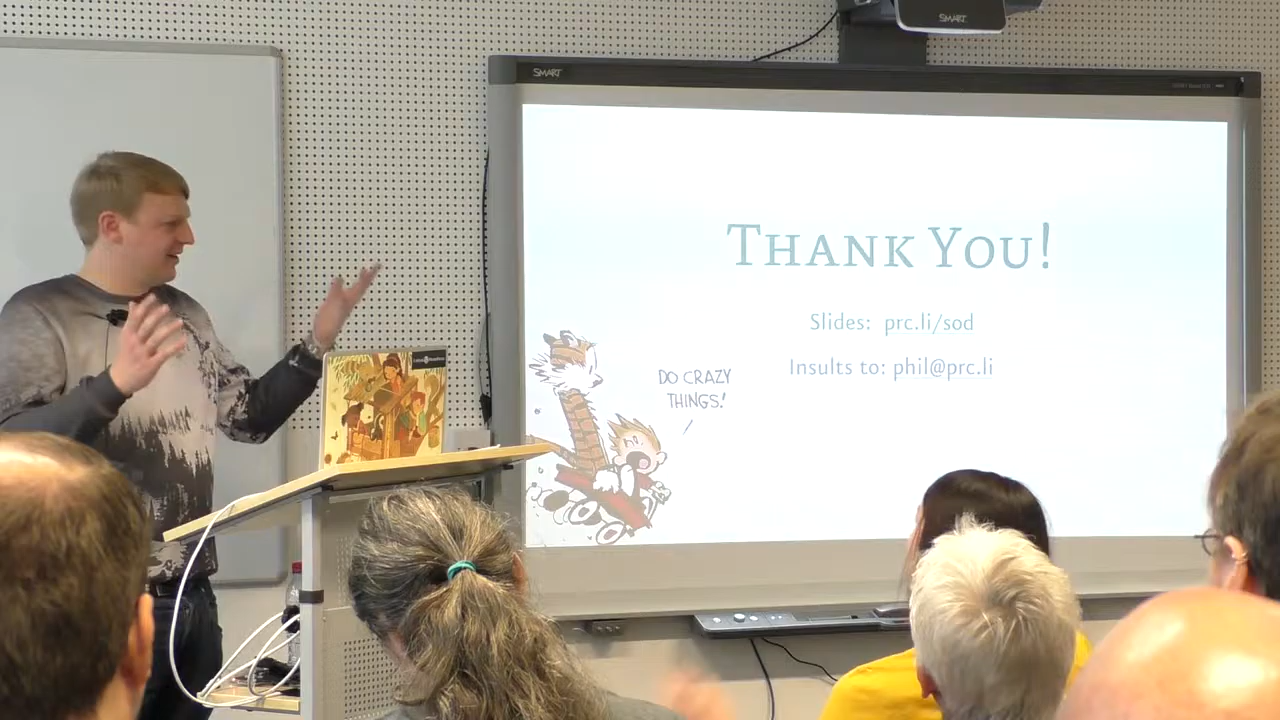 SMART
SMART
THANK YOU!
Slides: prc.li/sod
Insults to: phil@prc.li
DO CRAZY
THINGS!